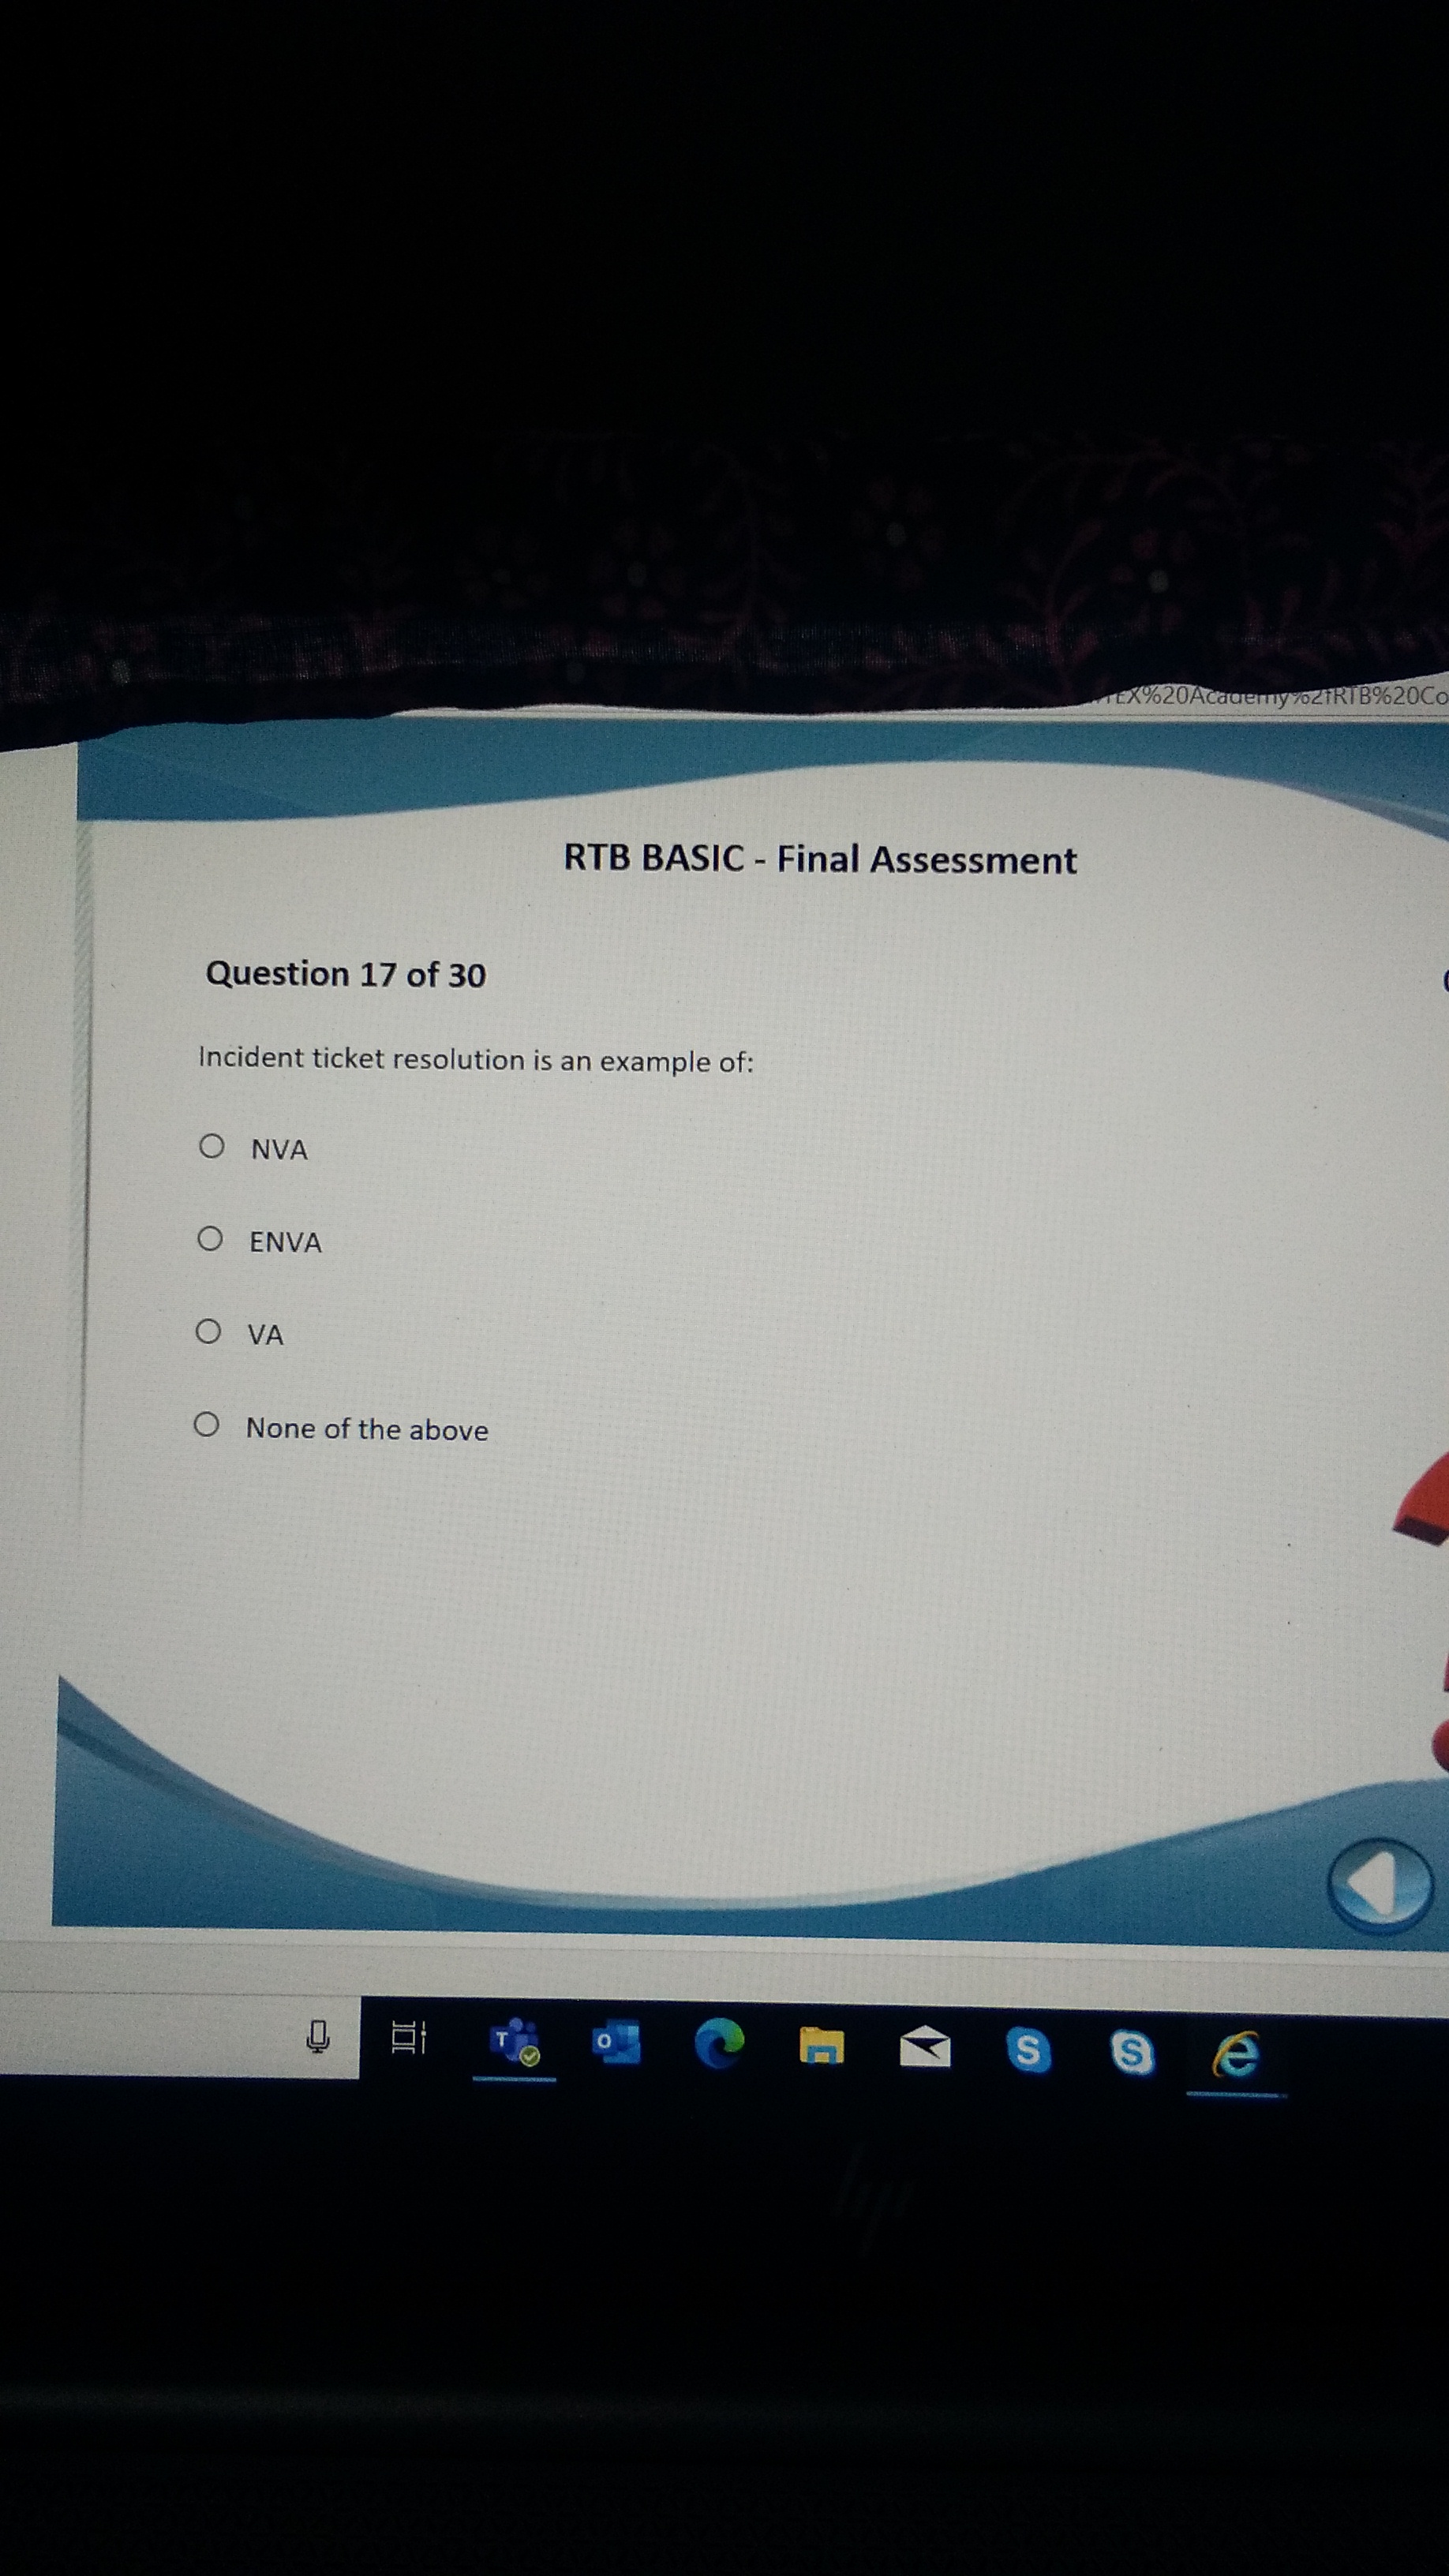 EX%20Academy%2fRTB%20Co
RTB BASIC - Final Assessment
Question 17 of 30
Incident ticket resolution is an example of:
NVA
ENVA
VA
None of the above
hp